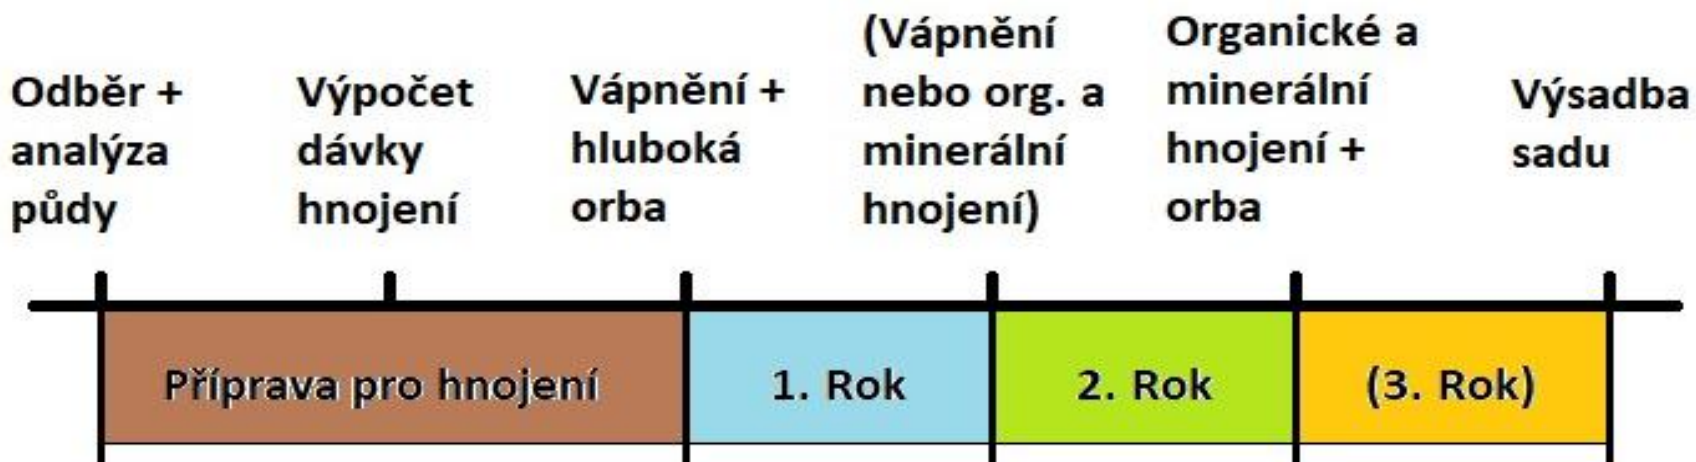 Odběr +
analýza
půdy
Výpočet
dávky
hnojení
Vápnění +
hluboká
orba
(Vápnění
nebo org. a
minerální
hnojení)
Organické a
minerální
hnojení +
orba
Výsadba
sadu
Příprava pro hnojení
1. Rok
2. Rok
(3. Rok)